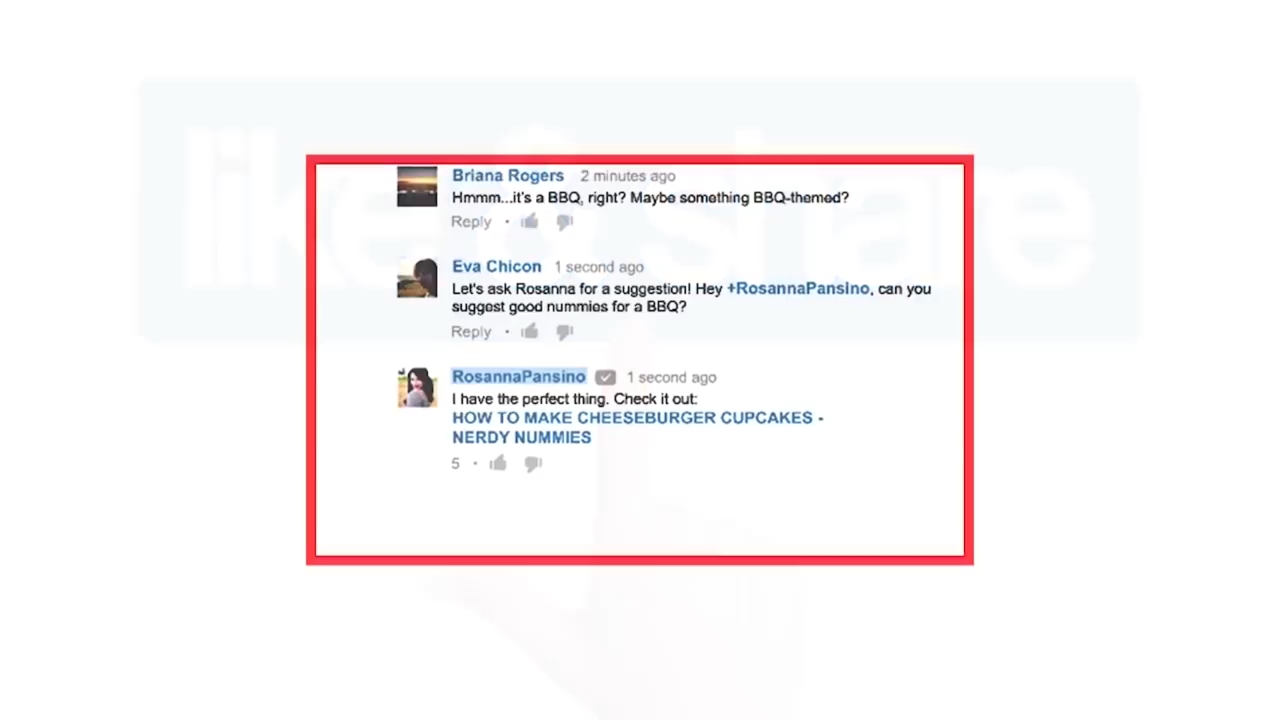 like & share
Briana Rogers 2 minutes ago
Hmmm...it's a BBQ, right? Maybe something BBQ-themed?
Reply •
Eva Chicon 1 second ago
Let's ask Rosanna for a suggestion! Hey +RosannaPansino, can you
suggest good nummies for a BBQ?
Reply •
RosannaPansino 1 second ago
I have the perfect thing. Check it out:
HOW TO MAKE CHEESEBURGER CUPCAKES -
NERDY NUMMIES
5 •